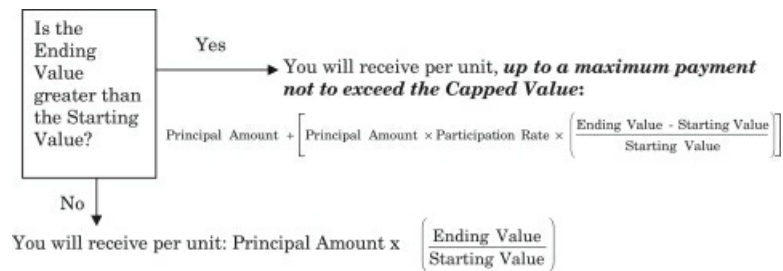 Is the
Ending
Value
greater than
the Starting
Value?
Yes
You will receive per unit, up to a maximum payment
not to exceed the Capped Value:
Principal Amount + [Principal Amount × Participation Rate × (Ending Value - Starting Value
Starting Value)]
No
You will receive per unit: Principal Amount x (Ending Value
Starting Value)